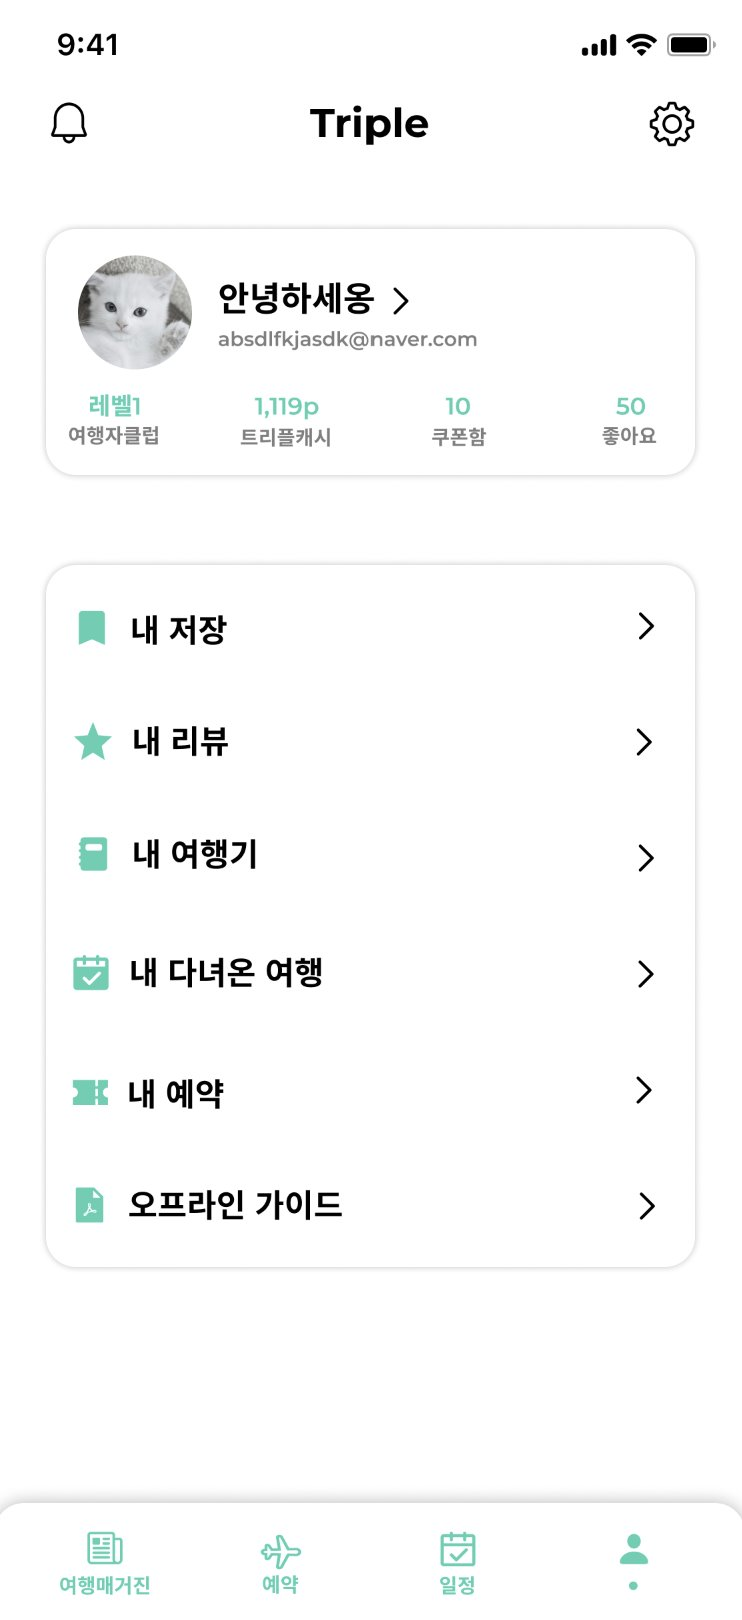 9:41
Triple
안녕하세옹
absdlfkjasdk@naver.com
레벨1 1,119p 10 50
여행자클럽 트리플캐시 쿠폰함 좋아요
내 저장
내 리뷰
내 여행기
내 다녀온 여행
내 예약
오프라인 가이드
여행매거진 예약 일정